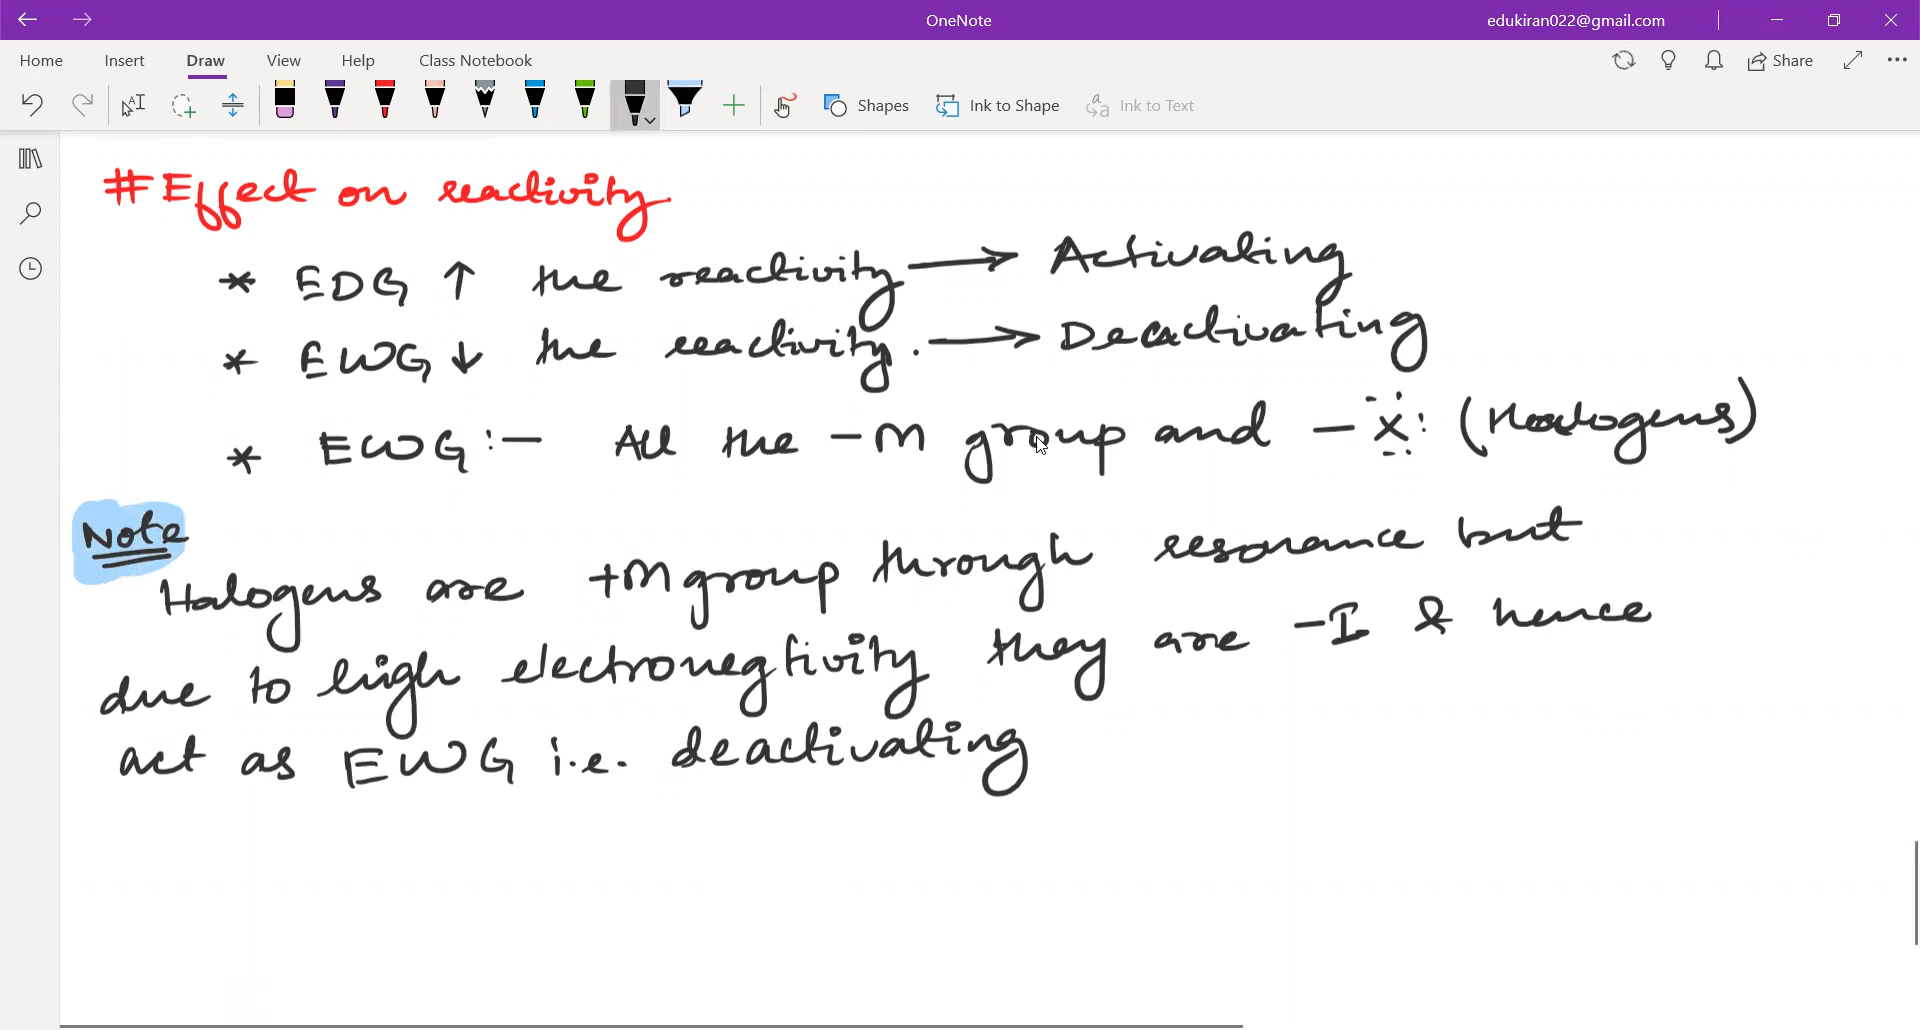 OneNote
edukiran022@gmail.com
Home Insert Draw View Help Class Notebook
Share
Shapes Ink to Shape Ink to Text
# Effect on reactivity
* EDG ↑ the reactivity → Activating
* EWG ↓ the reactivity. → Deactivating
* EWG :- All the -M group and -Ẍ: (Halogens)
Note
Halogens are +M group through resonance but
due to high electronegtivity they are -I & hence
act as EWG i.e. deactivating